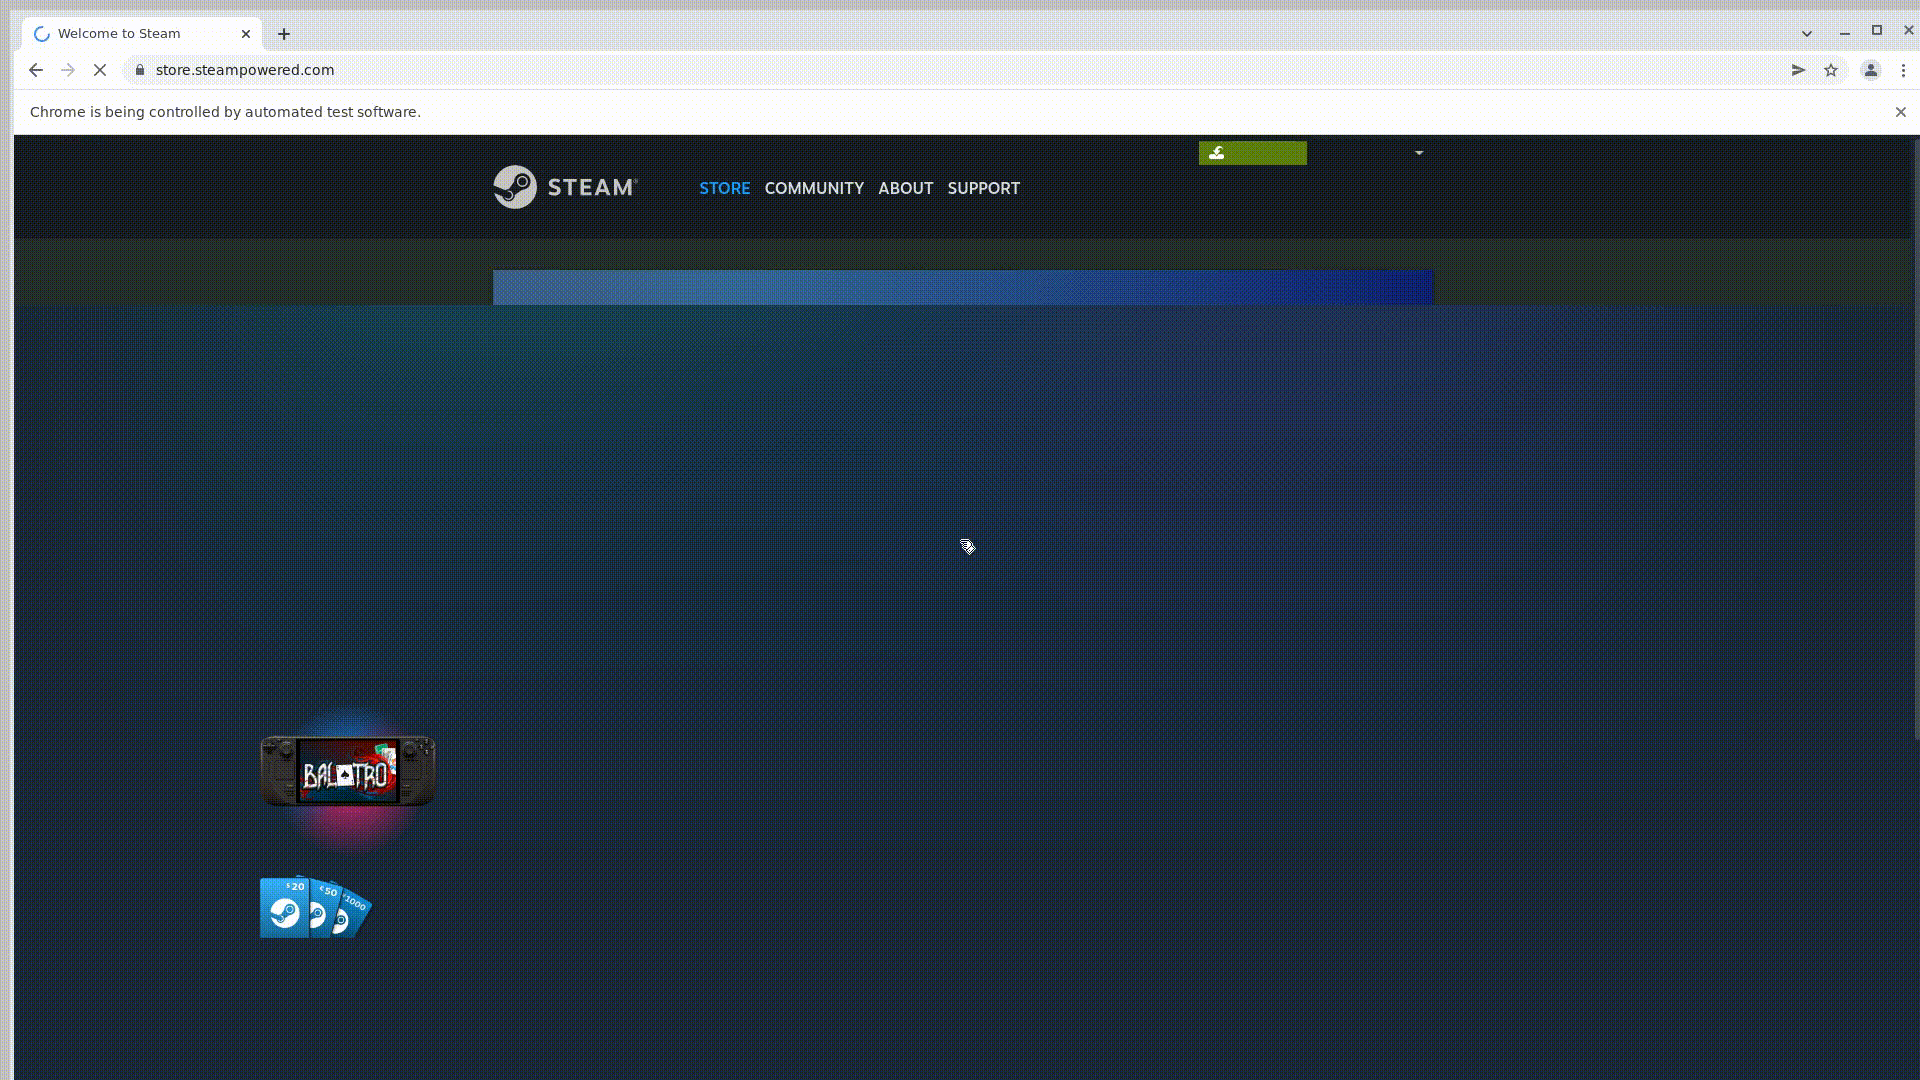 Welcome to Steam
store.steampowered.com
Chrome is being controlled by automated test software.
STEAM®
STORE COMMUNITY ABOUT SUPPORT
BALATRO
$20 €50 ¥1000